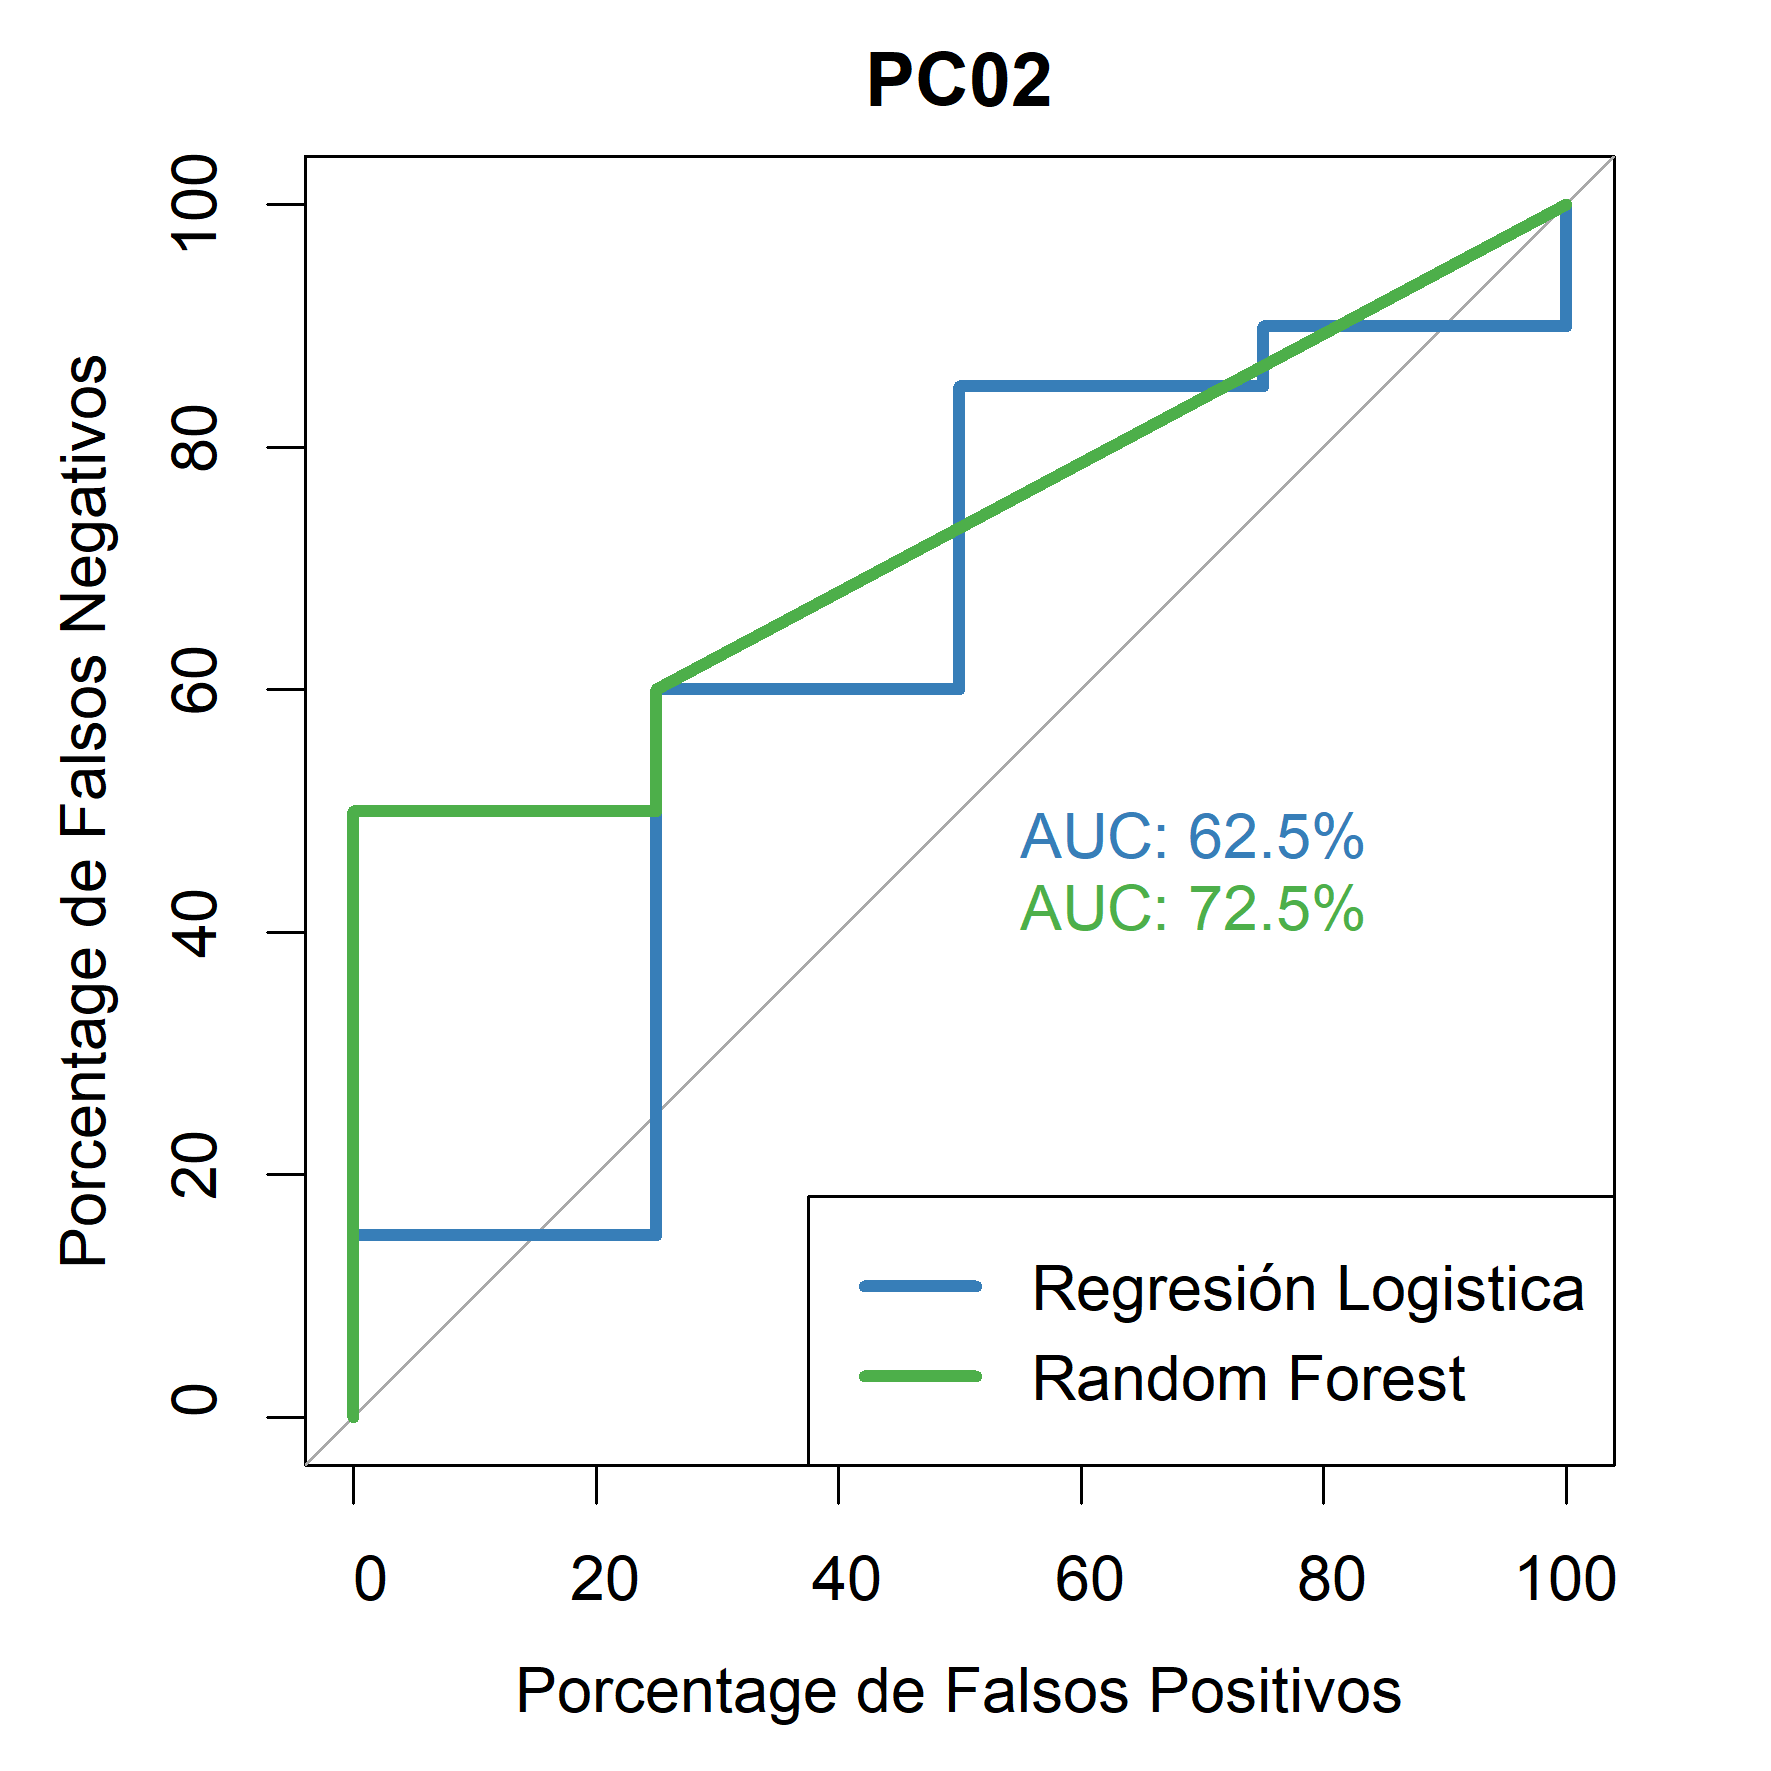 PC02
Porcentage de Falsos Negativos
100
80
60
40
20
0
AUC: 62.5%
AUC: 72.5%
Regresión Logistica
Random Forest
0 20 40 60 80 100
Porcentage de Falsos Positivos